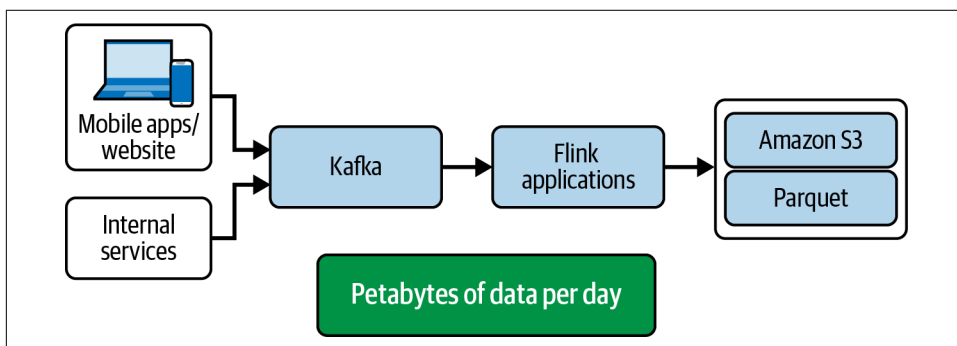 Mobile apps/
website
Internal
services
Kafka
Flink
applications
Amazon S3
Parquet
Petabytes of data per day